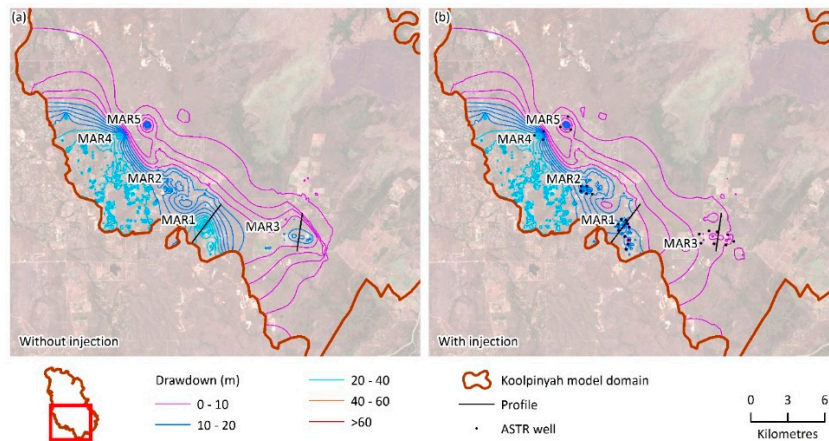 (a)
MAR5
MAR4
MAR2
MAR1
MAR3
Without injection
(b)
MAR5
MAR4
MAR2
MAR1
MAR3
With injection
Drawdown (m)
0 - 10
10 - 20
20 - 40
40 - 60
>60
Koolpinyah model domain
Profile
ASTR well
0 3 6
Kilometres